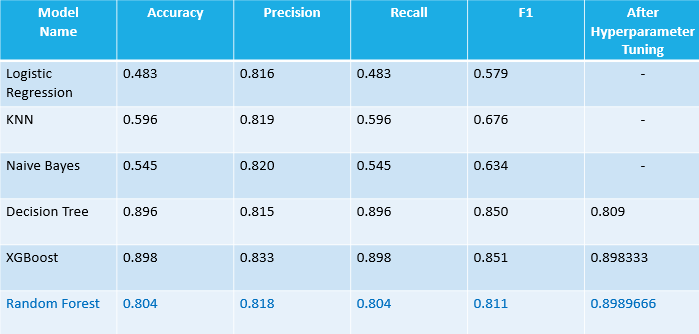 Model Name Accuracy Precision Recall F1 After Hyperparameter Tuning
Logistic Regression 0.483 0.816 0.483 0.579 -
KNN 0.596 0.819 0.596 0.676 -
Naive Bayes 0.545 0.820 0.545 0.634 -
Decision Tree 0.896 0.815 0.896 0.850 0.809
XGBoost 0.898 0.833 0.898 0.851 0.898333
Random Forest 0.804 0.818 0.804 0.811 0.8989666